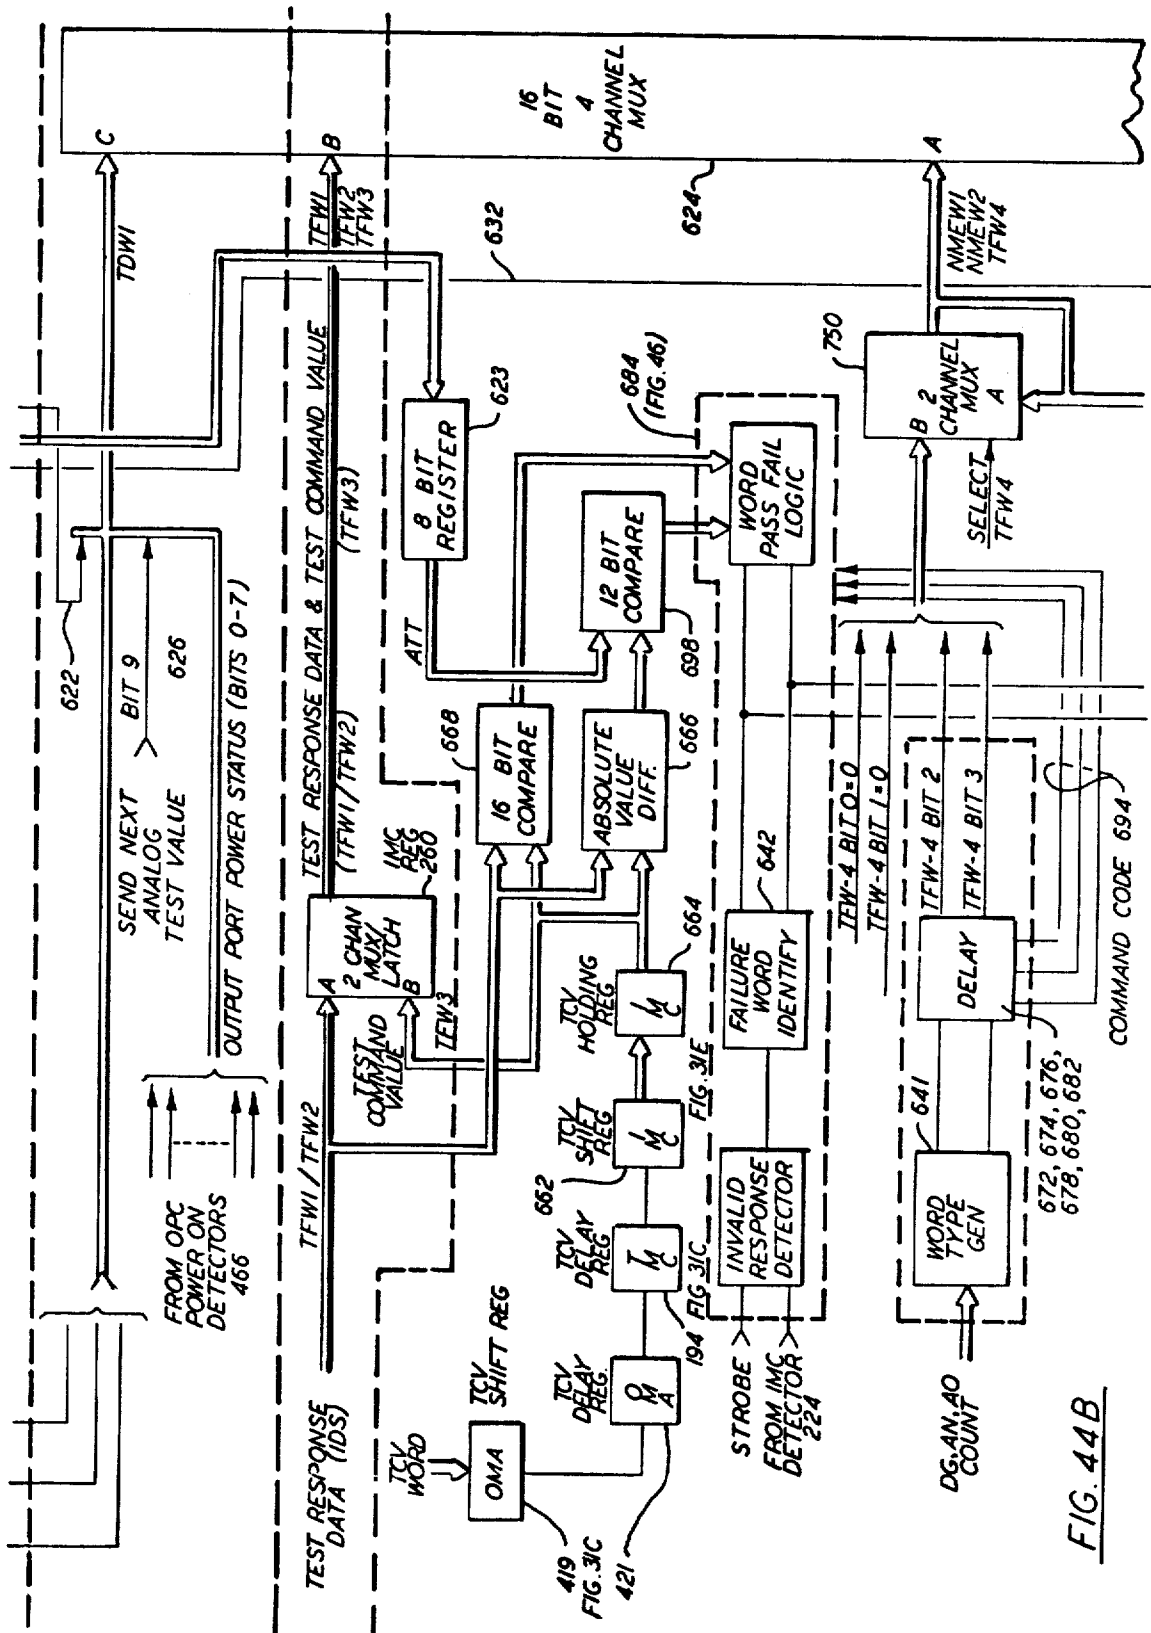 16
BIT
4
CHANNEL
MUX
C
B
A
624
TDW1
TFW1
TFW2
TFW3
632
NMEW1
NMEW2
TFW4
622
SEND NEXT
ANALOG
TEST VALUE
BIT 9
626
OUTPUT PORT POWER STATUS (BITS 0-7)
FROM OPC
POWER ON
DETECTORS
466
TEST RESPONSE DATA & TEST COMMAND VALUE
(TFW1/TFW2)
(TFW3)
IMC
REG
260
A
2 CHAN
MUX/
LATCH
B
TEST
COMMAND
VALUE
TFW3
TFW1/TFW2
TEST RESPONSE
DATA (IDS)
8 BIT
REGISTER
623
ATT
668
16 BIT
COMPARE
12 BIT
COMPARE
698
ABSOLUTE
VALUE
DIFF.
666
TCV
HOLDING
REG
IMC
664
TCV
SHIFT
REG
IMC
662
TCV
DELAY
REG
TMC
194
TCV
DELAY
REG.
OMA
421
TCV
SHIFT REG
OMA
TCV
WORD
419
FIG. 31C
FIG. 31C
FIG. 31E
684
(FIG. 46)
WORD
PASS FAIL
LOGIC
642
FAILURE
WORD
IDENTIFY
INVALID
RESPONSE
DETECTOR
STROBE
FROM IMC
DETECTOR
224
750
B 2
CHANNEL
MUX
A
SELECT
TFW4
TFW-4 BIT 0=0
TFW-4 BIT 1=0
TFW-4 BIT 2
TFW-4 BIT 3
DELAY
641
WORD
TYPE
GEN
672, 674, 676,
678, 680, 682
COMMAND CODE 694
DG, AN, AO
COUNT
FIG. 44B